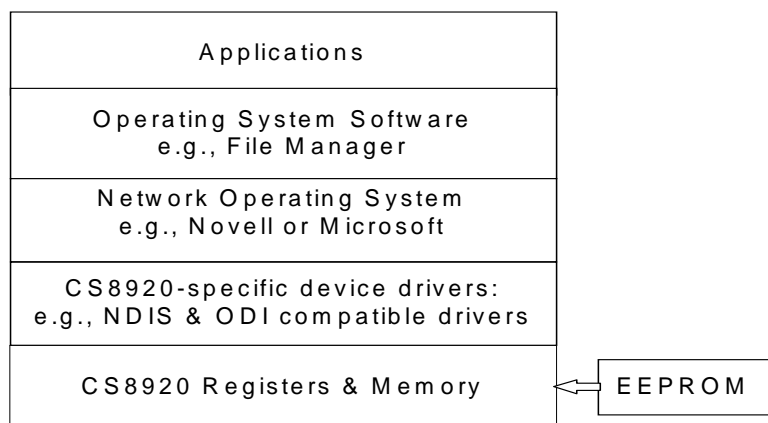 Applications
Operating System Software
e.g., File Manager
Network Operating System
e.g., Novell or Microsoft
CS8920-specific device drivers:
e.g., NDIS & ODI compatible drivers
CS8920 Registers & Memory
EEPROM